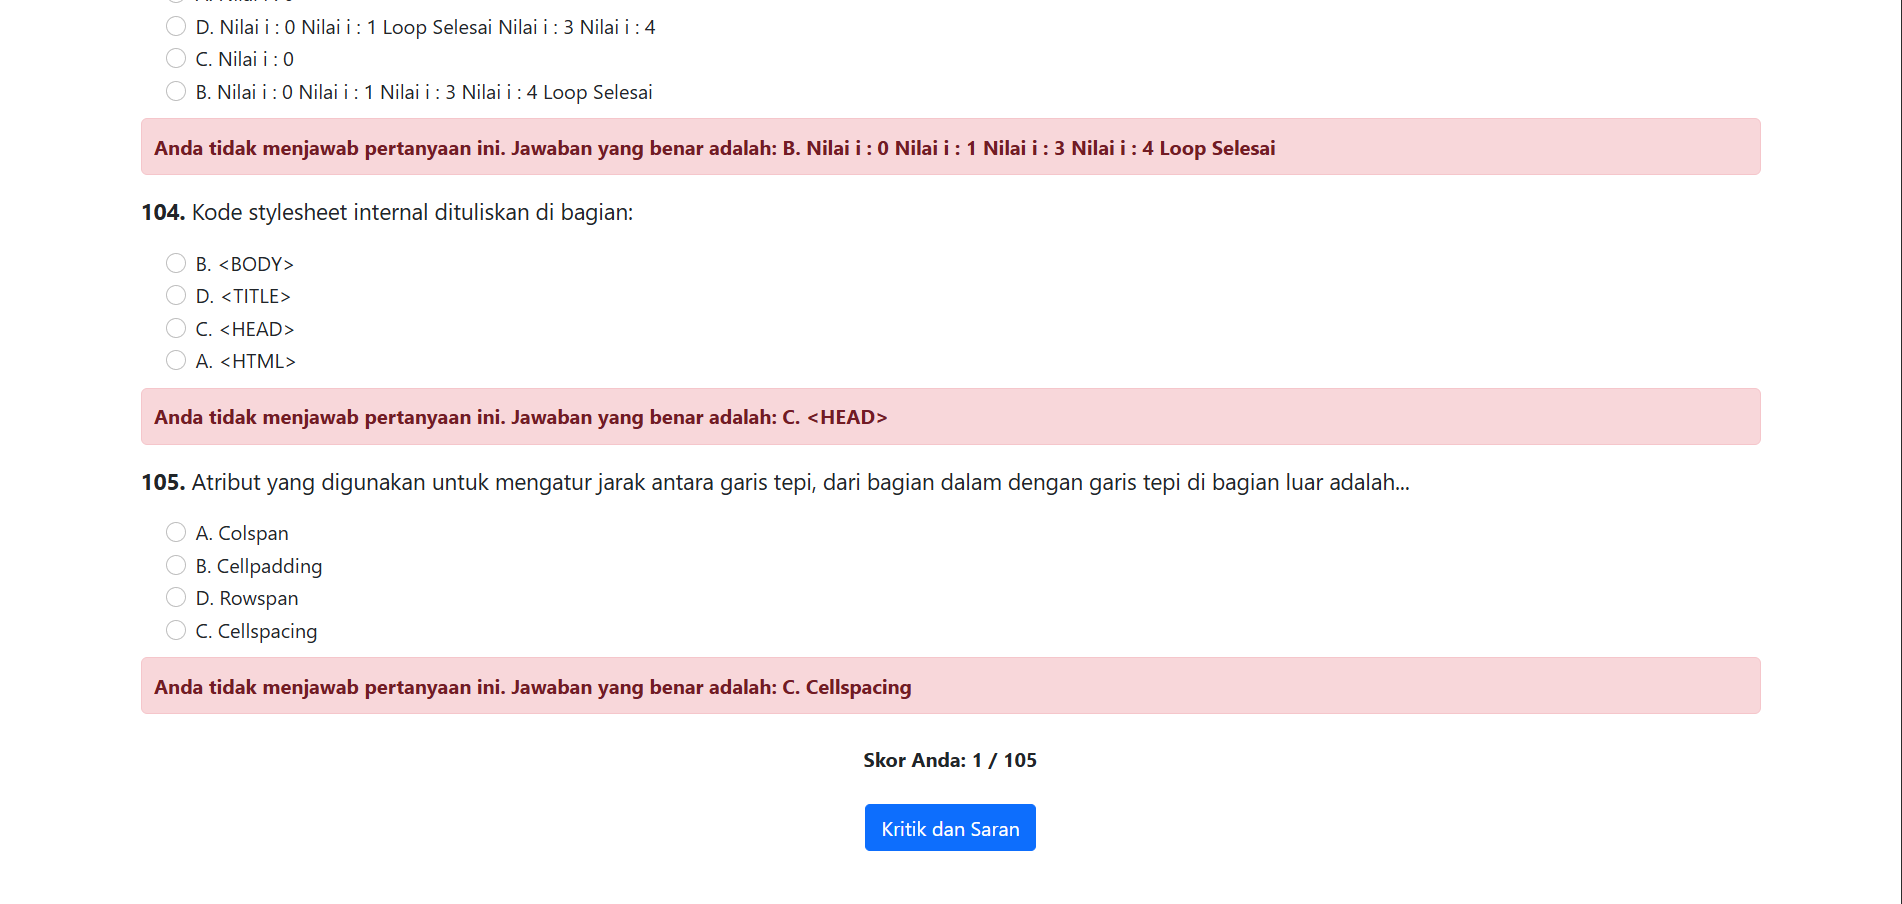 D. Nilai i : 0 Nilai i : 1 Loop Selesai Nilai i : 3 Nilai i : 4
C. Nilai i : 0
B. Nilai i : 0 Nilai i : 1 Nilai i : 3 Nilai i : 4 Loop Selesai
Anda tidak menjawab pertanyaan ini. Jawaban yang benar adalah: B. Nilai i : 0 Nilai i : 1 Nilai i : 3 Nilai i : 4 Loop Selesai
104. Kode stylesheet internal dituliskan di bagian:
B. <BODY>
D. <TITLE>
C. <HEAD>
A. <HTML>
Anda tidak menjawab pertanyaan ini. Jawaban yang benar adalah: C. <HEAD>
105. Atribut yang digunakan untuk mengatur jarak antara garis tepi, dari bagian dalam dengan garis tepi di bagian luar adalah...
A. Colspan
B. Cellpadding
D. Rowspan
C. Cellspacing
Anda tidak menjawab pertanyaan ini. Jawaban yang benar adalah: C. Cellspacing
Skor Anda: 1 / 105
Kritik dan Saran